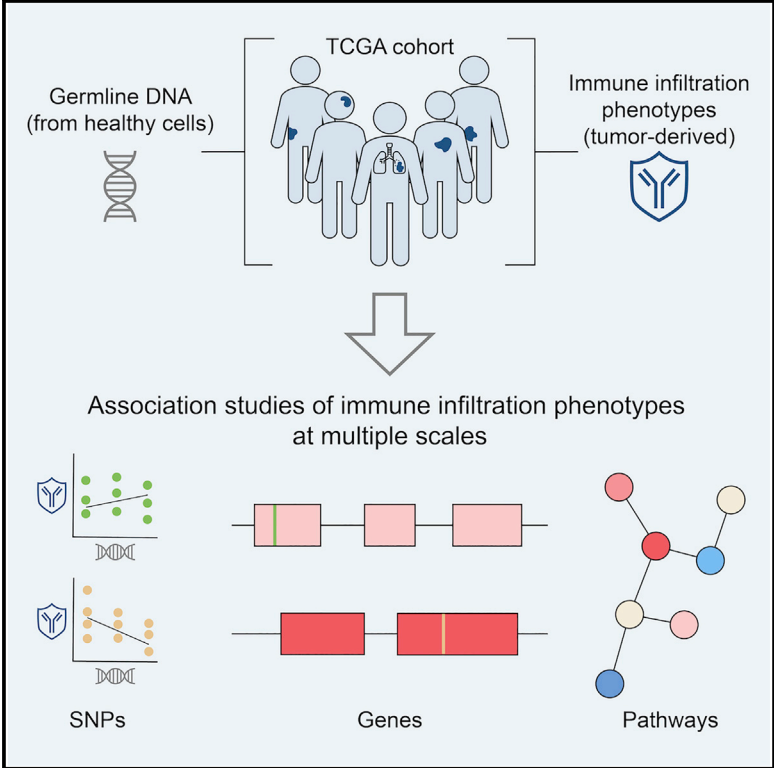 TCGA cohort
Germline DNA
(from healthy cells)
Immune infiltration
phenotypes
(tumor-derived)
Association studies of immune infiltration phenotypes
at multiple scales
SNPs
Genes
Pathways